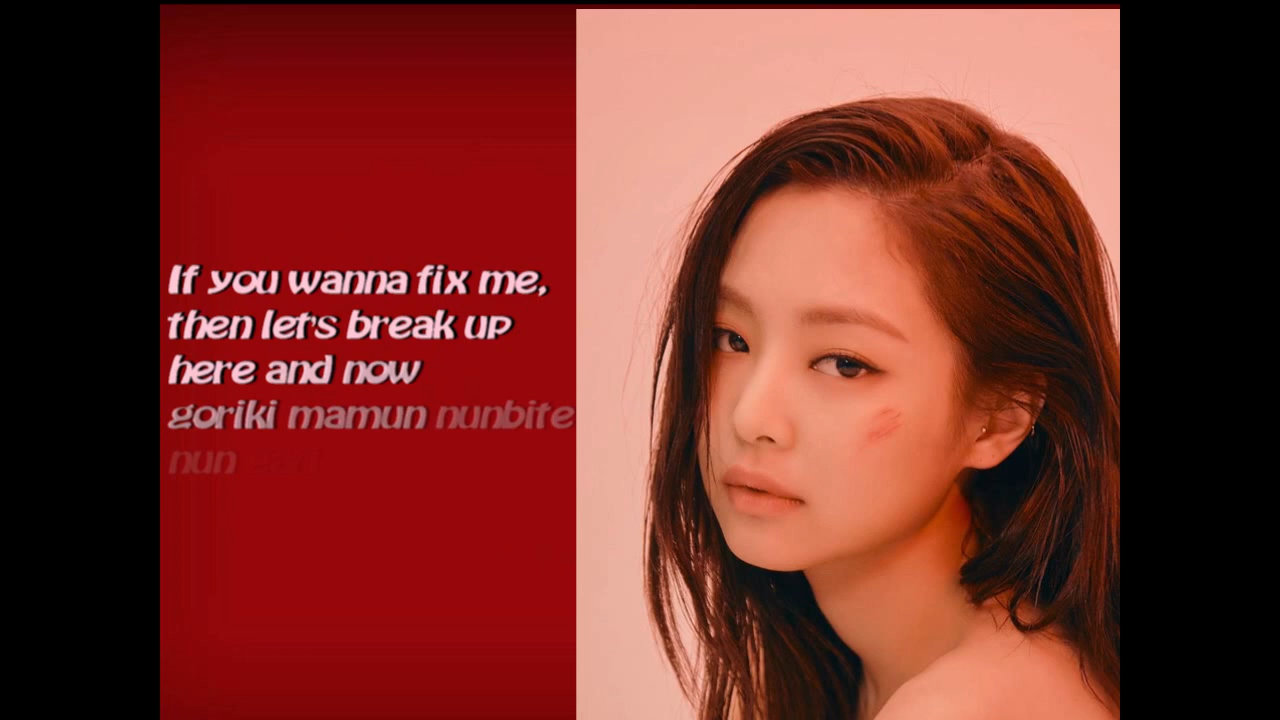 If you wanna fix me,
then let's break up
here and now
goriki mamun nunbite
nun